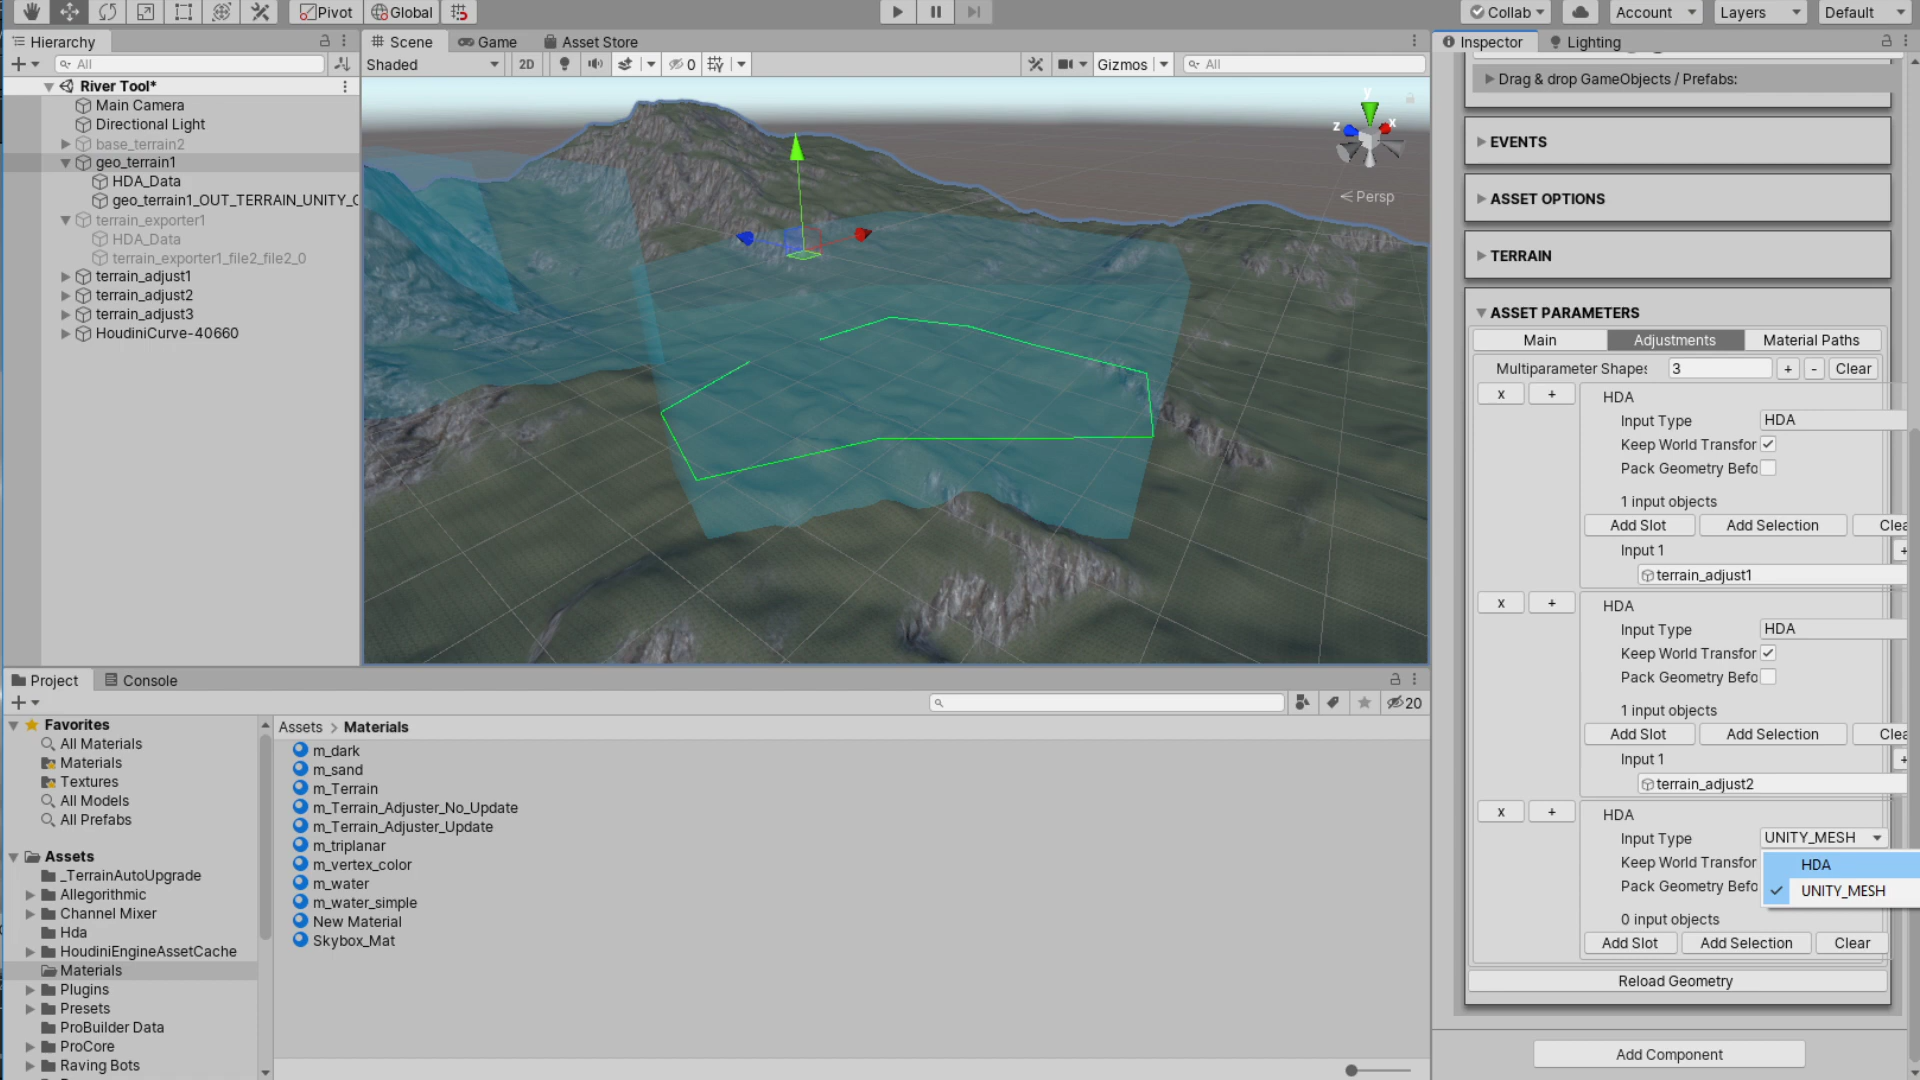 Pivot Global Collab Account Layers Default
Hierarchy
All
River Tool*
Main Camera
Directional Light
base_terrain2
geo_terrain1
HDA_Data
geo_terrain1_OUT_TERRAIN_UNITY_C
terrain_exporter1
HDA_Data
terrain_exporter1_file2_file2_0
terrain_adjust1
terrain_adjust2
terrain_adjust3
HoudiniCurve-40660
Scene Game Asset Store
Shaded 2D 0 Gizmos All
y
z x
Persp
Inspector Lighting
Drag & drop GameObjects / Prefabs:
EVENTS
ASSET OPTIONS
TERRAIN
ASSET PARAMETERS
Main Adjustments Material Paths
Multiparameter Shapes 3 + - Clear
x + HDA
Input Type HDA
Keep World Transfor
Pack Geometry Befo
1 input objects
Add Slot Add Selection Clea
Input 1 +
terrain_adjust1
x + HDA
Input Type HDA
Keep World Transfor
Pack Geometry Befo
1 input objects
Add Slot Add Selection Clea
Input 1 +
terrain_adjust2
x + HDA
Input Type UNITY_MESH
Keep World Transfor HDA
Pack Geometry Befo UNITY_MESH
0 input objects
Add Slot Add Selection Clear
Reload Geometry
Add Component
Project Console
20
Favorites
All Materials
Materials
Textures
All Models
All Prefabs
Assets
_TerrainAutoUpgrade
Allegorithmic
Channel Mixer
Hda
HoudiniEngineAssetCache
Materials
Plugins
Presets
ProBuilder Data
ProCore
Raving Bots
Assets > Materials
m_dark
m_sand
m_Terrain
m_Terrain_Adjuster_No_Update
m_Terrain_Adjuster_Update
m_triplanar
m_vertex_color
m_water
m_water_simple
New Material
Skybox_Mat